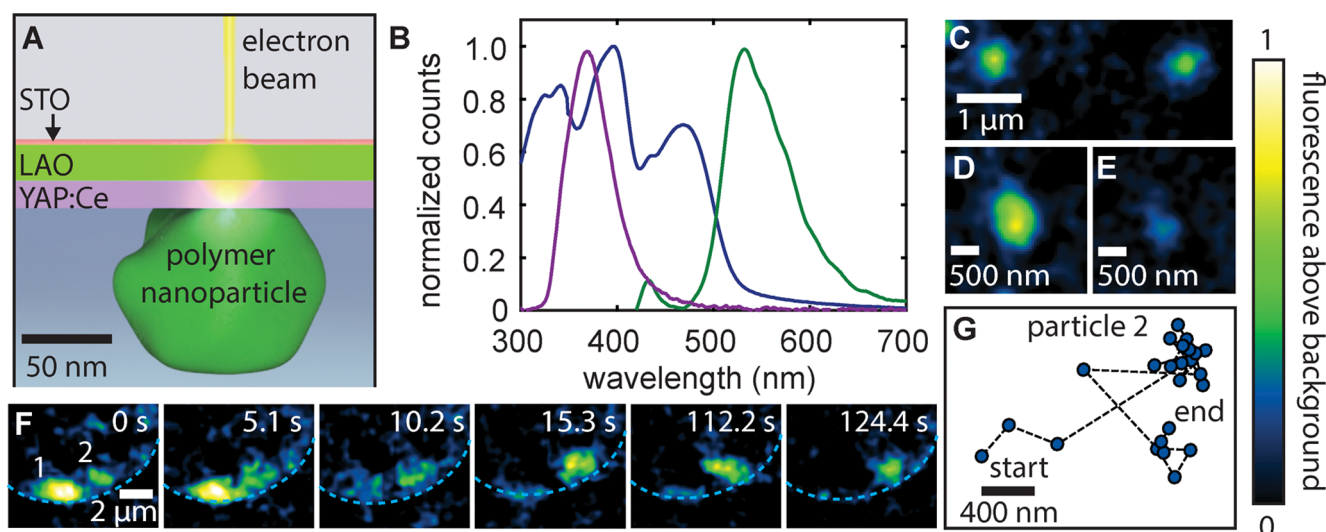 A
electron
beam
STO
LAO
YAP:Ce
polymer
nanoparticle
50 nm
B
normalized counts
1.0
0.8
0.6
0.4
0.2
0
300
400
500
600
700
wavelength (nm)
C
1 μm
D
500 nm
E
500 nm
F
0 s
1
2
2 μm
5.1 s
10.2 s
15.3 s
112.2 s
124.4 s
G
particle 2
end
start
400 nm
1
fluorescence above background
0